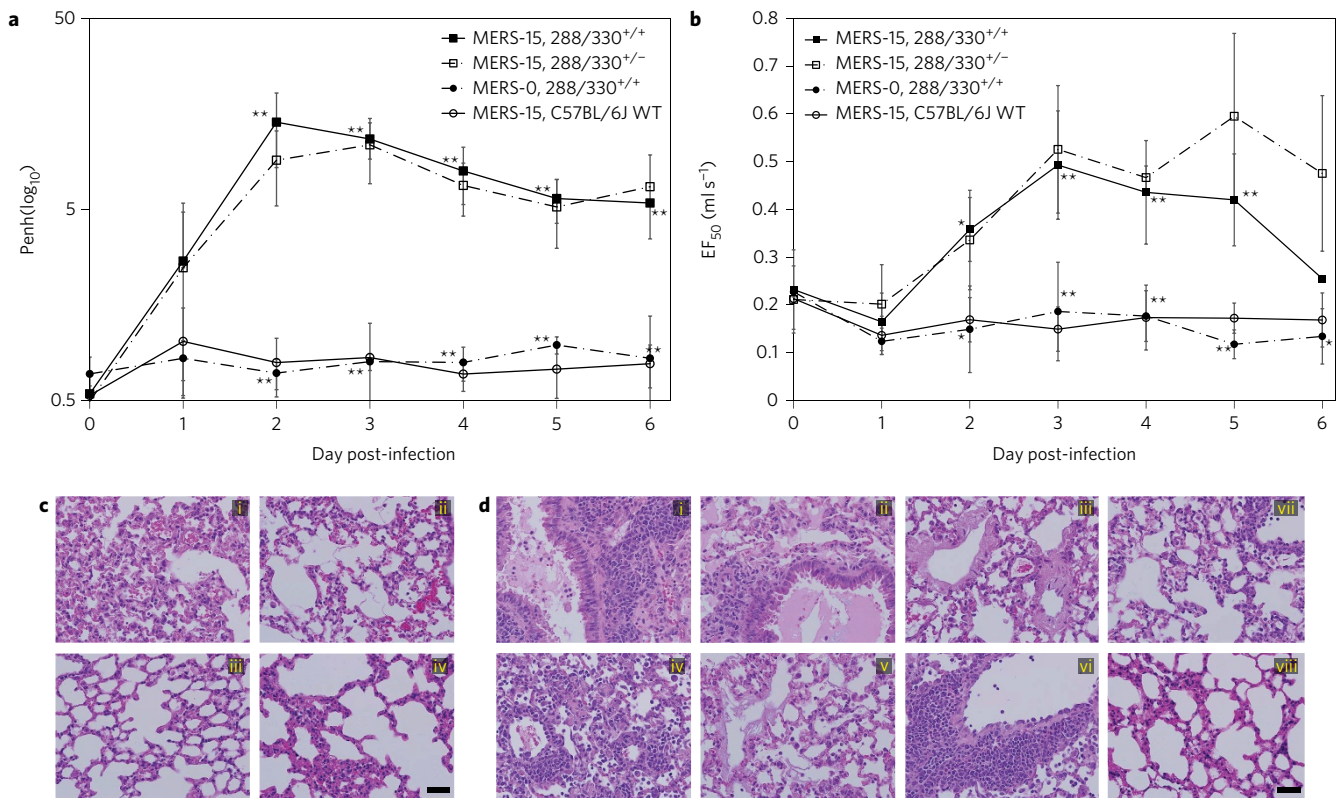 a
50
5
0.5
Penh(log₁₀)
MERS-15, 288/330⁺/⁺
MERS-15, 288/330⁺/⁻
MERS-0, 288/330⁺/⁺
MERS-15, C57BL/6J WT
** ** ** ** **
** ** ** ** **
0 1 2 3 4 5 6
Day post-infection
b
0.8
0.7
0.6
0.5
0.4
0.3
0.2
0.1
0
EF₅₀ (ml s⁻¹)
MERS-15, 288/330⁺/⁺
MERS-15, 288/330⁺/⁻
MERS-0, 288/330⁺/⁺
MERS-15, C57BL/6J WT
* ** ** **
* ** ** ** *
0 1 2 3 4 5 6
Day post-infection
c
i ii
iii iv
d
i ii iii vii
iv v vi viii